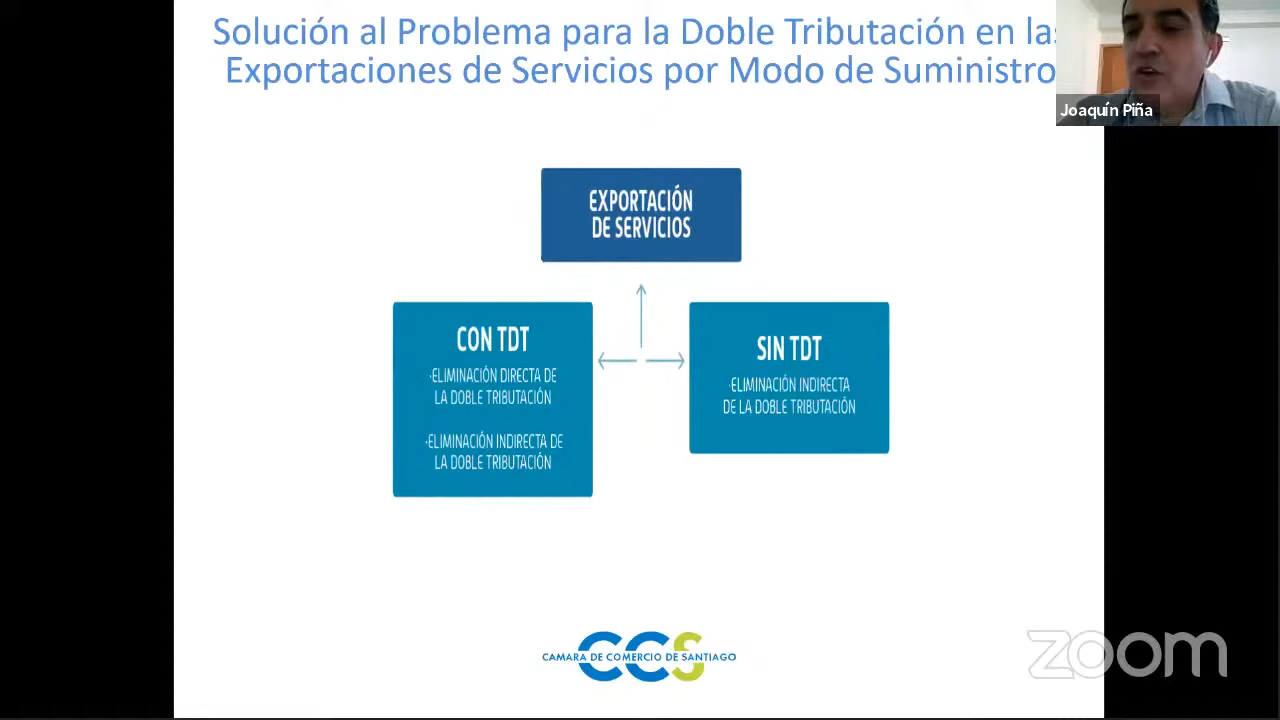 Solución al Problema para la Doble Tributación en las
Exportaciones de Servicios por Modo de Suministro
Joaquín Piña
EXPORTACIÓN
DE SERVICIOS
CON TDT
·ELIMINACIÓN DIRECTA DE
LA DOBLE TRIBUTACIÓN
·ELIMINACIÓN INDIRECTA DE
LA DOBLE TRIBUTACIÓN
SIN TDT
·ELIMINACIÓN INDIRECTA
DE LA DOBLE TRIBUTACIÓN
CCS
CAMARA DE COMERCIO DE SANTIAGO
zoom